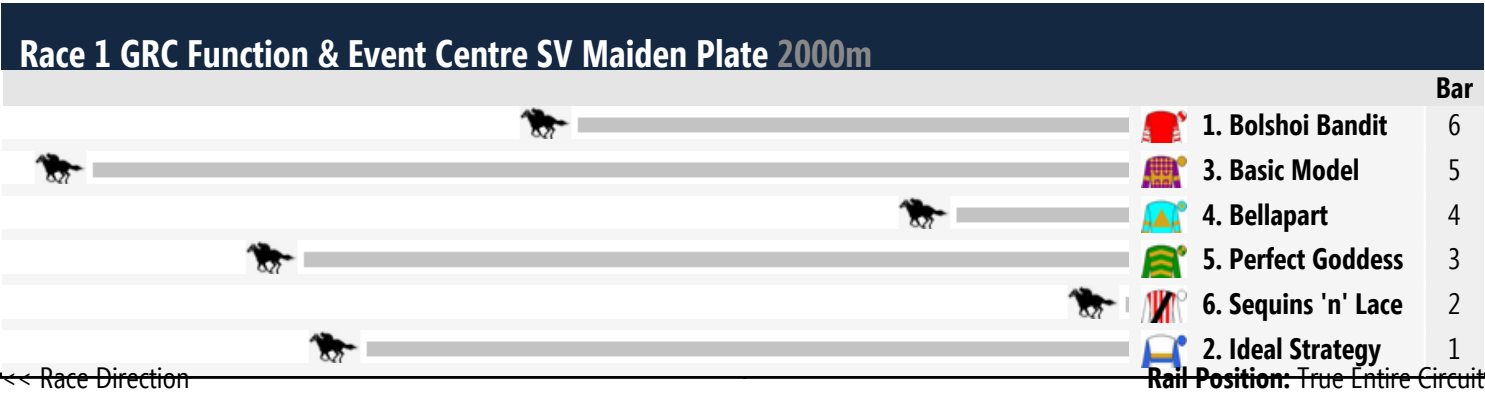 Race 1 GRC Function & Event Centre SV Maiden Plate 2000m
Bar
1. Bolshoi Bandit 6
3. Basic Model 5
4. Bellapart 4
5. Perfect Goddess 3
6. Sequins 'n' Lace 2
2. Ideal Strategy 1
<< Race Direction Rail Position: True Entire Circuit